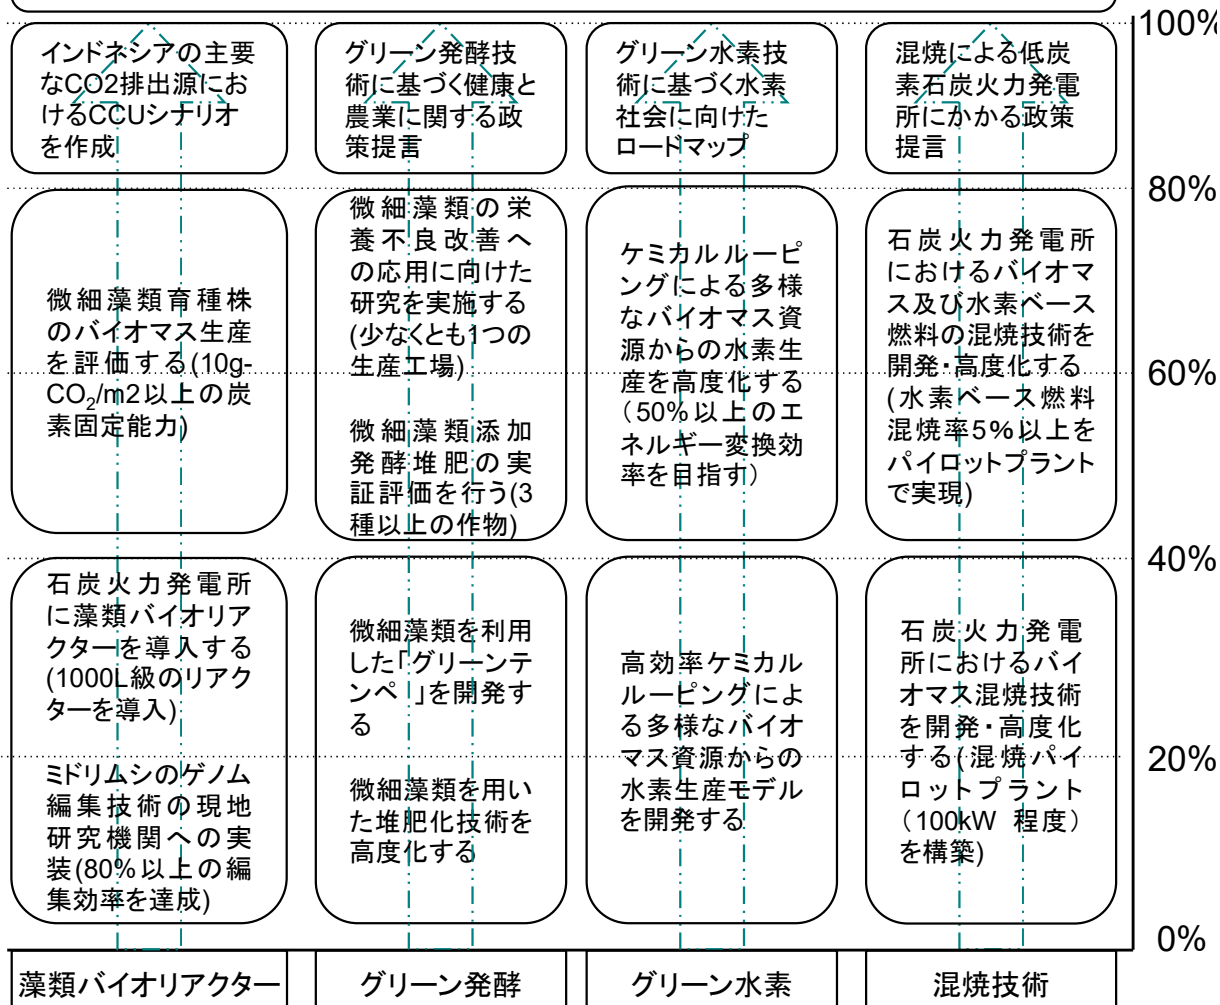 100%
インドネシアの主要
なCO2排出源にお
けるCCUシナリオ
を作成
グリーン発酵技
術に基づく健康と
農業に関する政
策提言
グリーン水素技
術に基づく水素
社会に向けた
ロードマップ
混焼による低炭
素石炭火力発電
所にかかる政策
提言
80%
微細藻類育種株
のバイオマス生産
を評価する(10g-
CO2/m2以上の炭
素固定能力)
微細藻類の栄
養不良改善へ
の応用に向けた
研究を実施する
(少なくとも1つの
生産工場)
微細藻類添加
発酵堆肥の実
証評価を行う(3
種以上の作物)
ケミカルルーピ
ングによる多様
なバイオマス資
源からの水素生
産を高度化する
（50%以上のエ
ネルギー変換効
率を目指す）
石炭火力発電所
におけるバイオマ
ス及び水素ベース
燃料の混焼技術を
開発・高度化する
(水素ベース燃料
混焼率5%以上を
パイロットプラント
で実現)
60%
40%
石炭火力発電所
に藻類バイオリア
クターを導入する
(1000L級のリアク
ターを導入)
ミドリムシのゲノム
編集技術の現地
研究機関への実
装(80%以上の編
集効率を達成)
微細藻類を利用
した「グリーンテ
ンペ」を開発す
る
微細藻類を用い
た堆肥化技術を
高度化する
高効率ケミカル
ルーピングによ
る多様なバイオ
マス資源からの
水素生産モデル
を開発する
石炭火力発電
所におけるバイ
オマス混焼技術
を開発・高度化
する(混焼パイ
ロットプラント
（100kW 程度）
を構築)
20%
0%
藻類バイオリアクター
グリーン発酵
グリーン水素
混焼技術